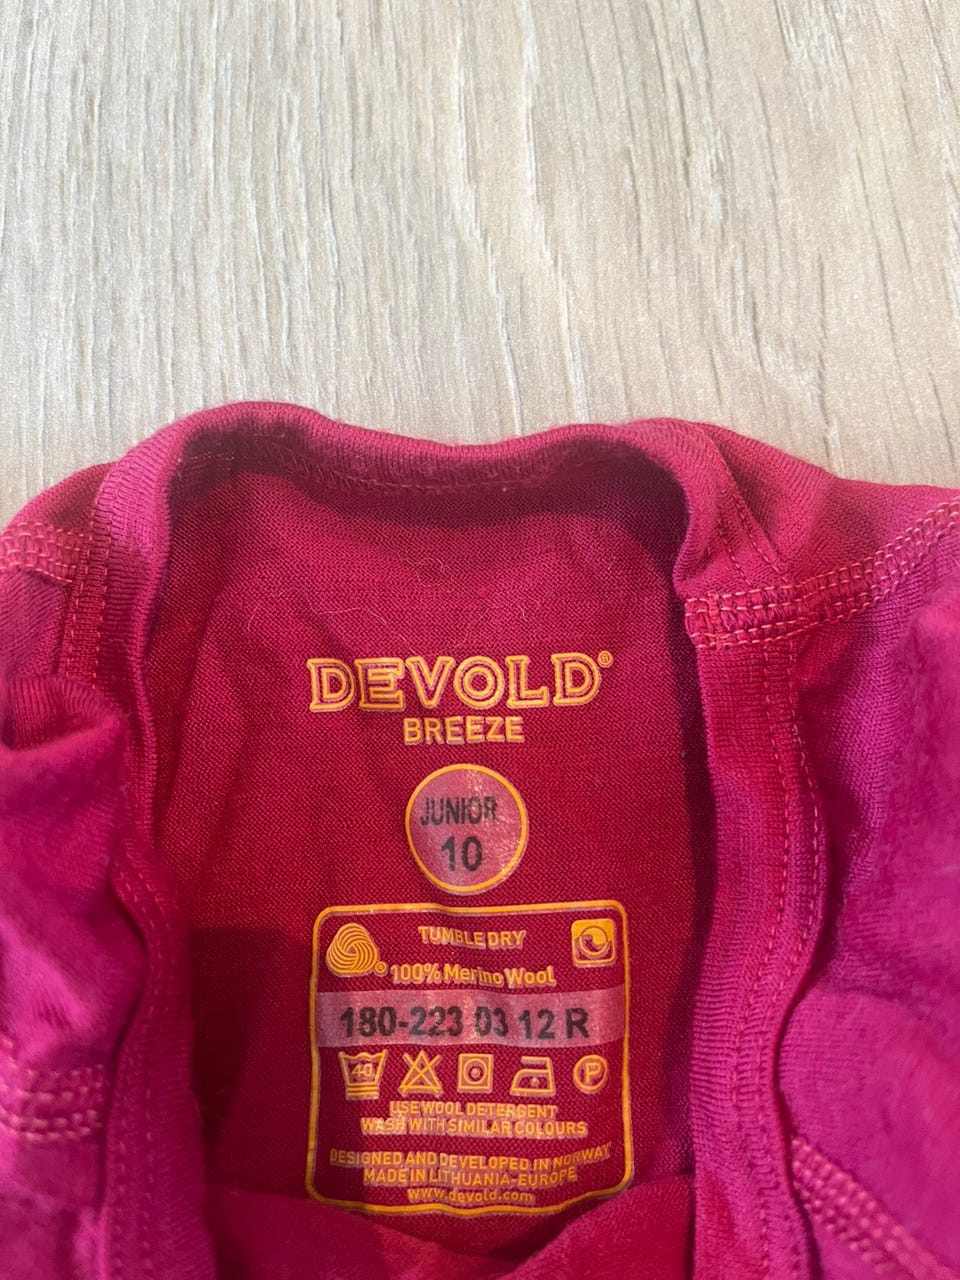 DEVOLD®
BREEZE
JUNIOR
10
TUMBLE DRY
® 100% Merino Wool
180-223 03 12 R
40 P
USE WOOL DETERGENT
WASH WITH SIMILAR COLOURS
DESIGNED AND DEVELOPED IN NORWAY
MADE IN LITHUANIA-EUROPE
www.devold.com